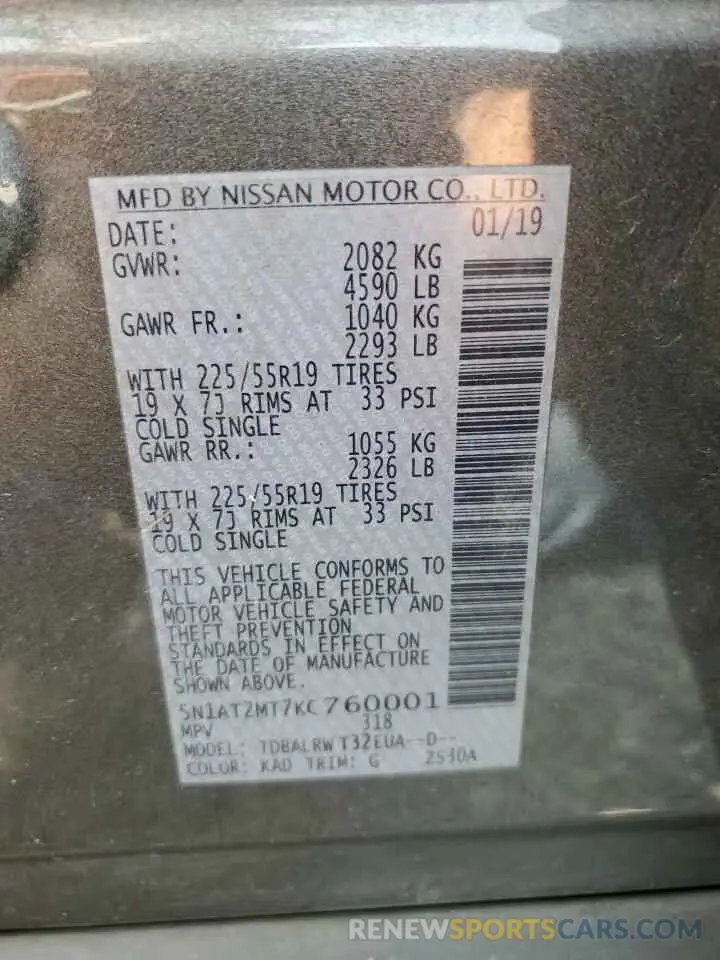 MFD BY NISSAN MOTOR CO., LTD.
DATE: 01/19
GVWR: 2082 KG
4590 LB
GAWR FR.: 1040 KG
2293 LB
WITH 225/55R19 TIRES
19 X 7J RIMS AT 33 PSI
COLD SINGLE
GAWR RR.: 1055 KG
2326 LB
WITH 225/55R19 TIRES
19 X 7J RIMS AT 33 PSI
COLD SINGLE
THIS VEHICLE CONFORMS TO
ALL APPLICABLE FEDERAL
MOTOR VEHICLE SAFETY AND
THEFT PREVENTION
STANDARDS IN EFFECT ON
THE DATE OF MANUFACTURE
SHOWN ABOVE.
5N1AT2MT7KC760001
MPV 318
MODEL: TDBALRW T32EUA--D--
COLOR: KAD TRIM: G 2S30A
RENEWSPORTSCARS.COM